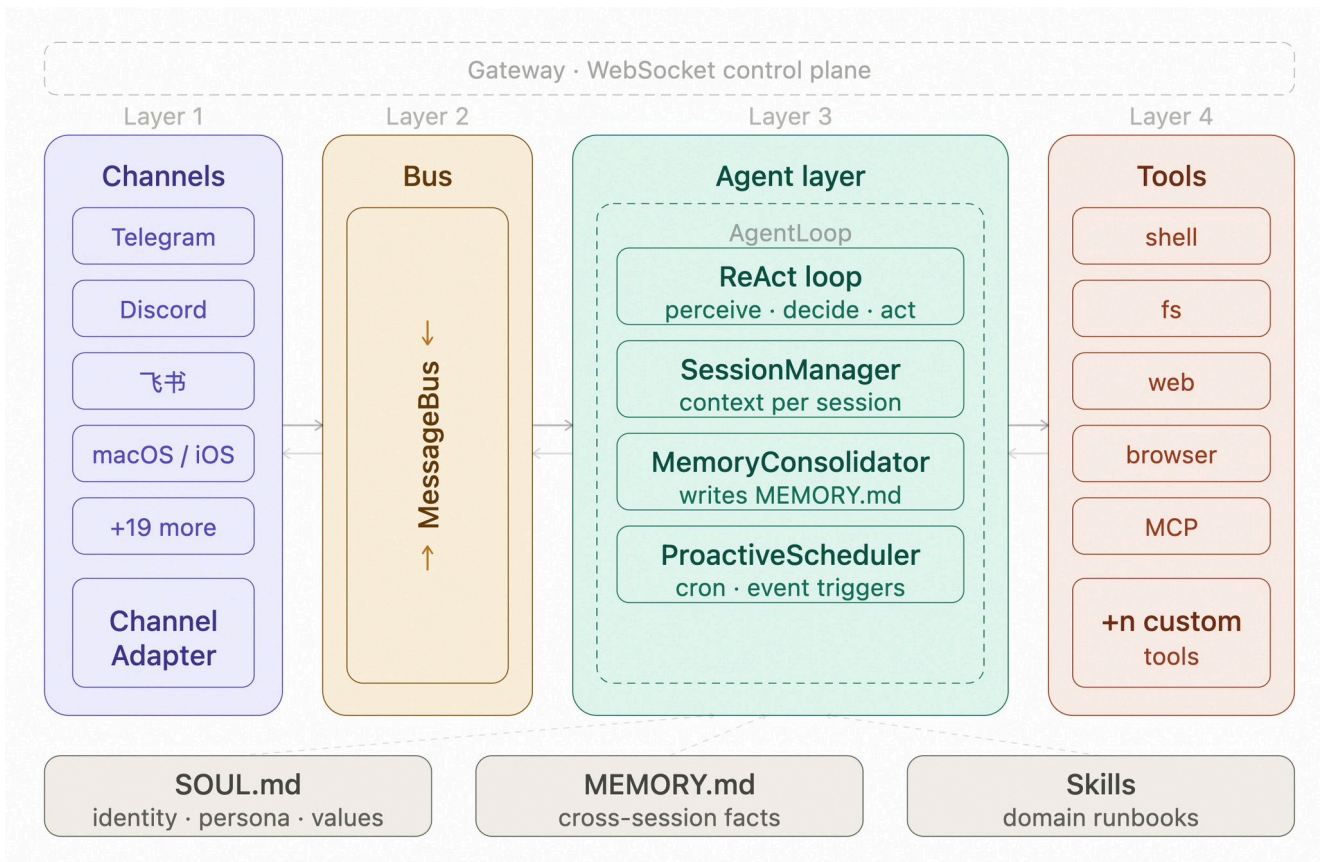 Gateway · WebSocket control plane
Layer 1
Layer 2
Layer 3
Layer 4
Channels
Telegram
Discord
飞书
macOS / iOS
+19 more
Channel
Adapter
Bus
← MessageBus →
Agent layer
AgentLoop
ReAct loop
perceive · decide · act
SessionManager
context per session
MemoryConsolidator
writes MEMORY.md
ProactiveScheduler
cron · event triggers
Tools
shell
fs
web
browser
MCP
+n custom
tools
SOUL.md
identity · persona · values
MEMORY.md
cross-session facts
Skills
domain runbooks